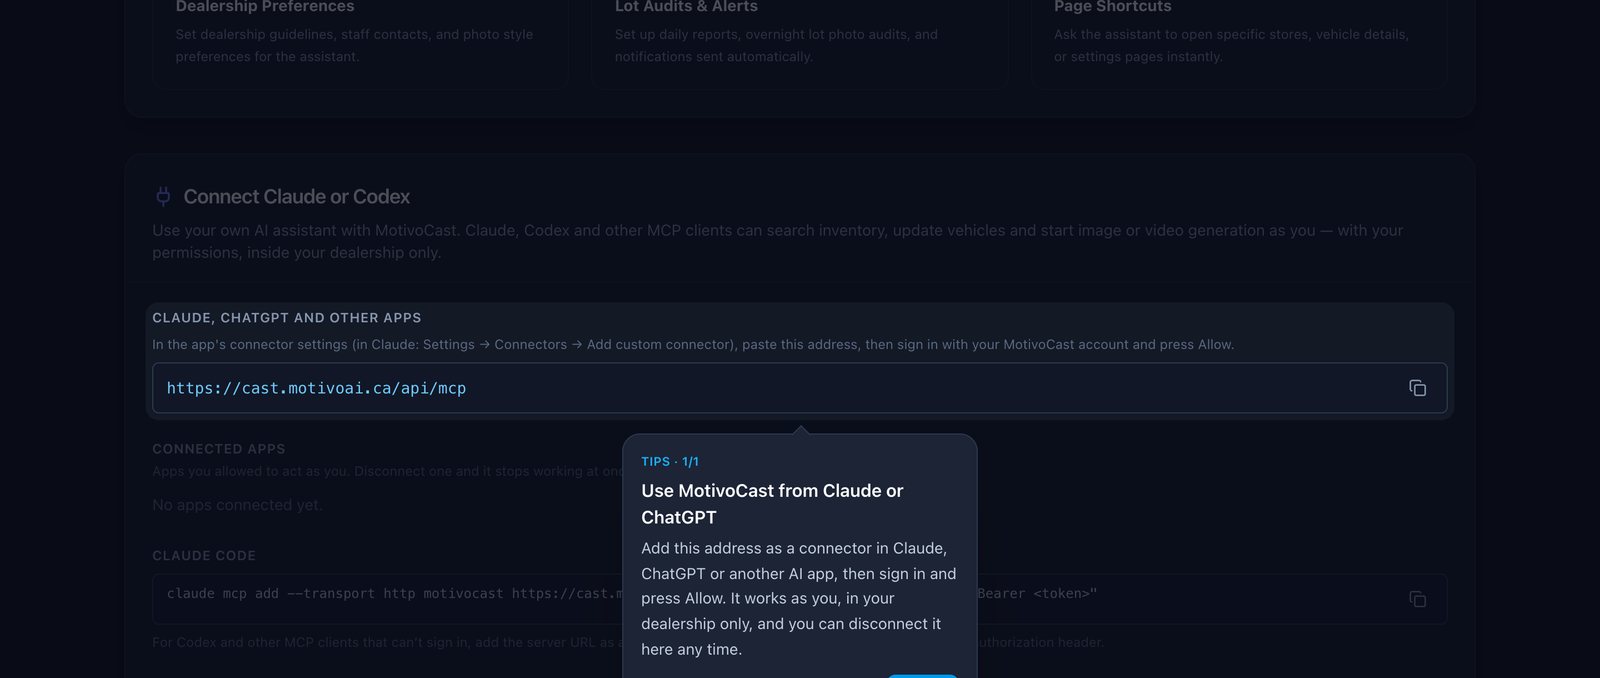 Dealership Preferences
Set dealership guidelines, staff contacts, and photo style
preferences for the assistant.
Lot Audits & Alerts
Set up daily reports, overnight lot photo audits, and
notifications sent automatically.
Page Shortcuts
Ask the assistant to open specific stores, vehicle details,
or settings pages instantly.
Connect Claude or Codex
Use your own AI assistant with MotivoCast. Claude, Codex and other MCP clients can search inventory, update vehicles and start image or video generation as you — with your
permissions, inside your dealership only.
CLAUDE, CHATGPT AND OTHER APPS
In the app's connector settings (in Claude: Settings → Connectors → Add custom connector), paste this address, then sign in with your MotivoCast account and press Allow.
https://cast.motivoai.ca/api/mcp
CONNECTED APPS
Apps you allowed to act as you. Disconnect one and it stops working at
No apps connected yet.
CLAUDE CODE
claude mcp add --transport http motivocast https://cast.
Bearer <token>"
For Codex and other MCP clients that can't sign in, add the server URL as
authorization header.
TIPS · 1/1
Use MotivoCast from Claude or
ChatGPT
Add this address as a connector in Claude,
ChatGPT or another AI app, then sign in and
press Allow. It works as you, in your
dealership only, and you can disconnect it
here any time.